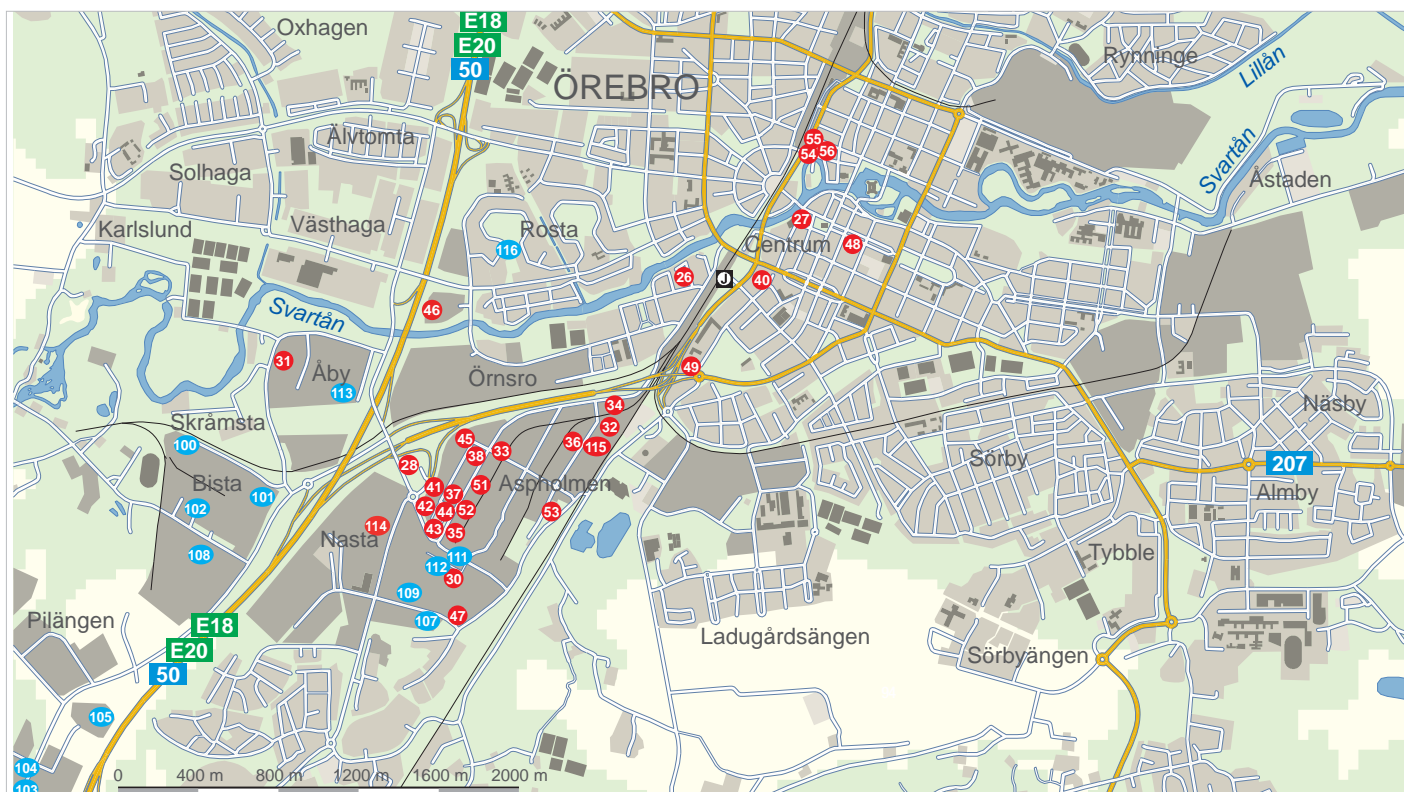 Oxhagen
E18
E20
50
ÖREBRO
Rynninge
Lillån
Älvtomta
Solhaga
55
54
56
Svartån
Åstaden
Karlslund
Västhaga
116
Rosta
27
Centrum
48
26
J
40
46
Svartån
31
Åby
113
Örnsro
49
Skråmsta
100
34
32
36
115
Näsby
45
38
33
28
Bista
101
102
41
37
51
Aspholmen
Sörby
207
Almby
42
44
52
53
114
Nasta
43
35
108
111
112
30
Tybble
109
107
47
Pilängen
E18
E20
50
Ladugårdsängen
Sörbyängen
105
104
103
0 400 m 800 m 1200 m 1600 m 2000 m